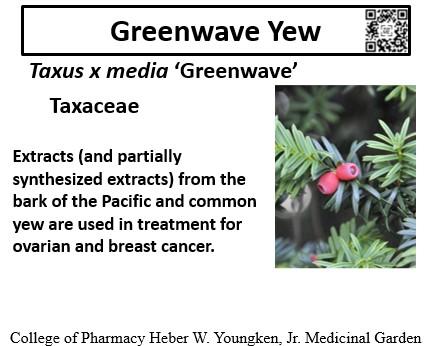 Greenwave Yew
Taxus x media ‘Greenwave’
Taxaceae
Extracts (and partially
synthesized extracts) from the
bark of the Pacific and common
yew are used in treatment for
ovarian and breast cancer.
College of Pharmacy Heber W. Youngken, Jr. Medicinal Garden